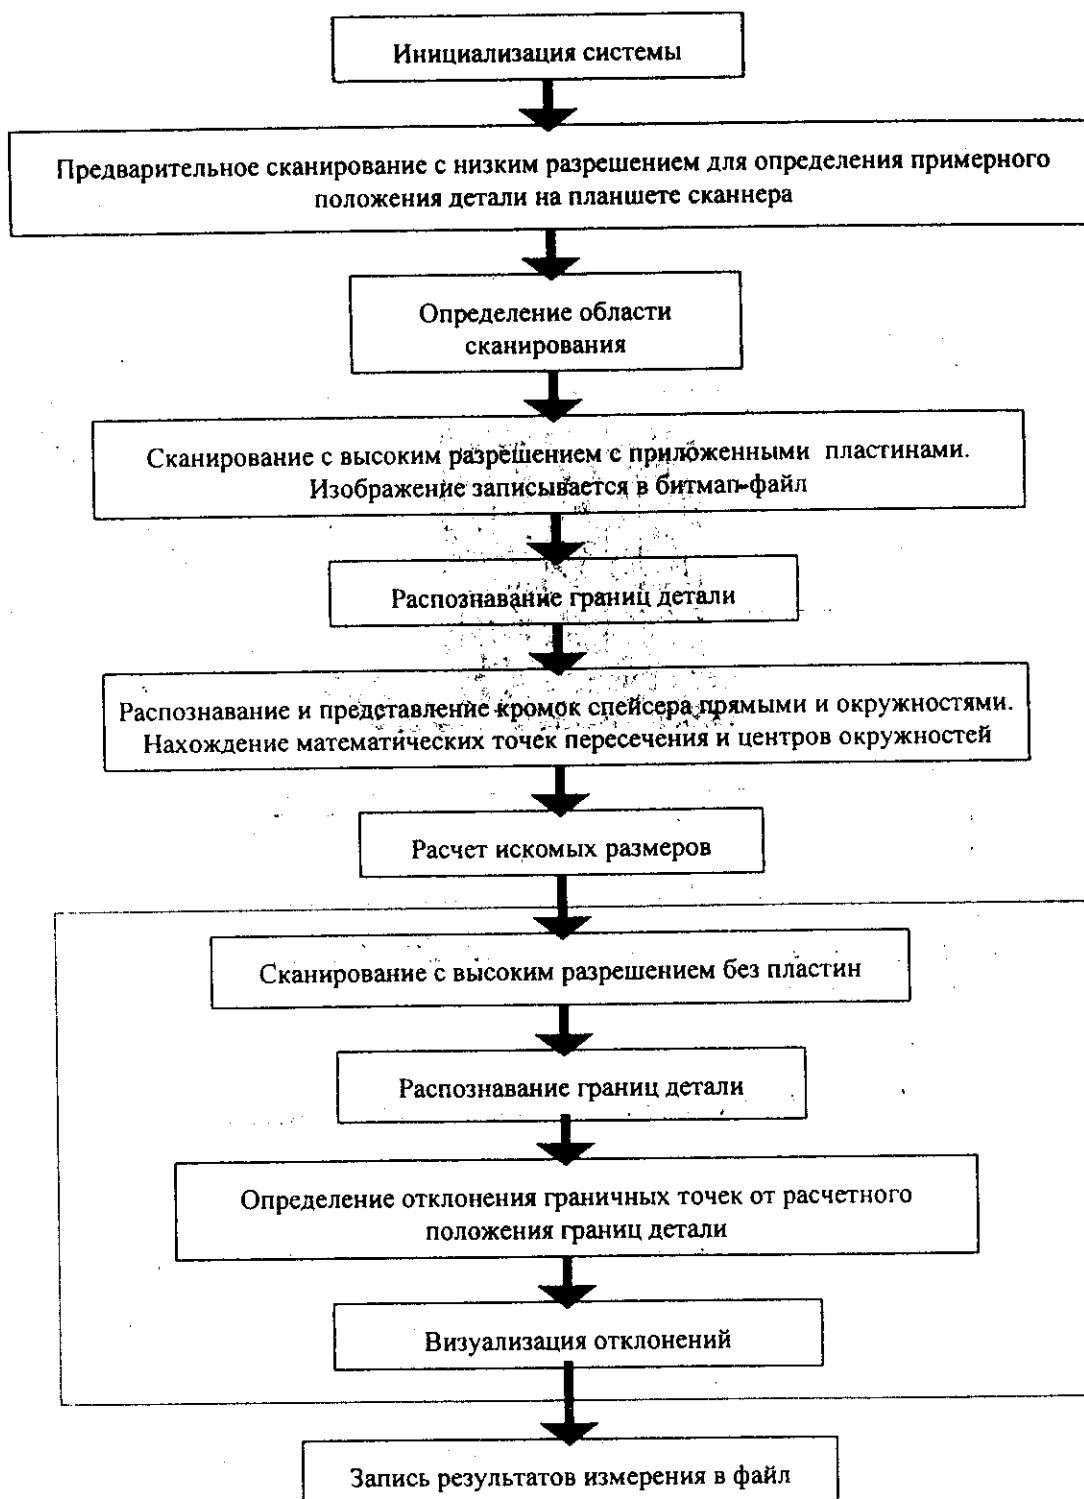 Инициализация системы
Предварительное сканирование с низким разрешением для определения примерного
положения детали на планшете сканнера
Определение области
сканирования
Сканирование с высоким разрешением с приложенными пластинами.
Изображение записывается в битмап-файл
Распознавание границ детали
Распознавание и представление кромок спейсера прямыми и окружностями.
Нахождение математических точек пересечения и центров окружностей
Расчет искомых размеров
Сканирование с высоким разрешением без пластин
Распознавание границ детали
Определение отклонения граничных точек от расчетного
положения границ детали
Визуализация отклонений
Запись результатов измерения в файл